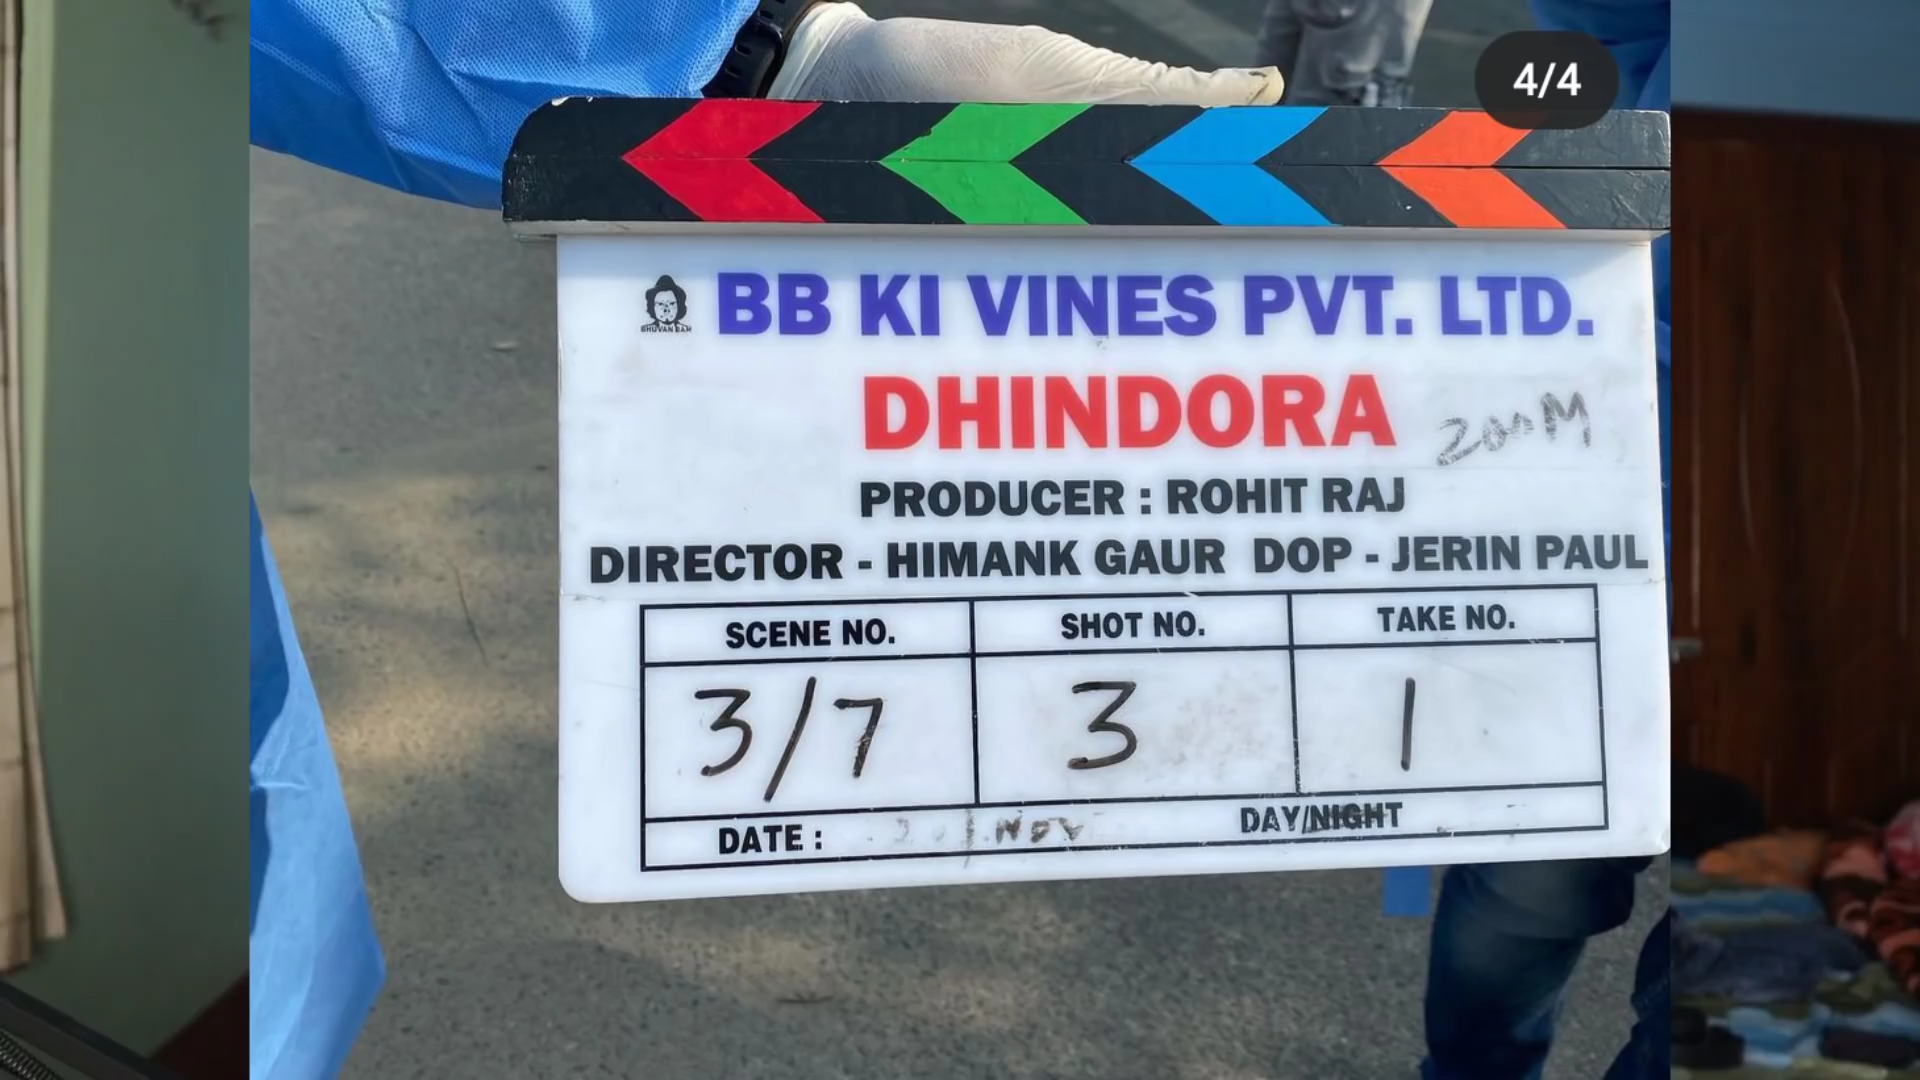 4/4
BHUVAN BAM
BB KI VINES PVT. LTD.
DHINDORA
ZOOM
PRODUCER : ROHIT RAJ
DIRECTOR - HIMANK GAUR DOP - JERIN PAUL
SCENE NO. SHOT NO. TAKE NO.
3/7 3 1
DATE : NOV DAY/NIGHT